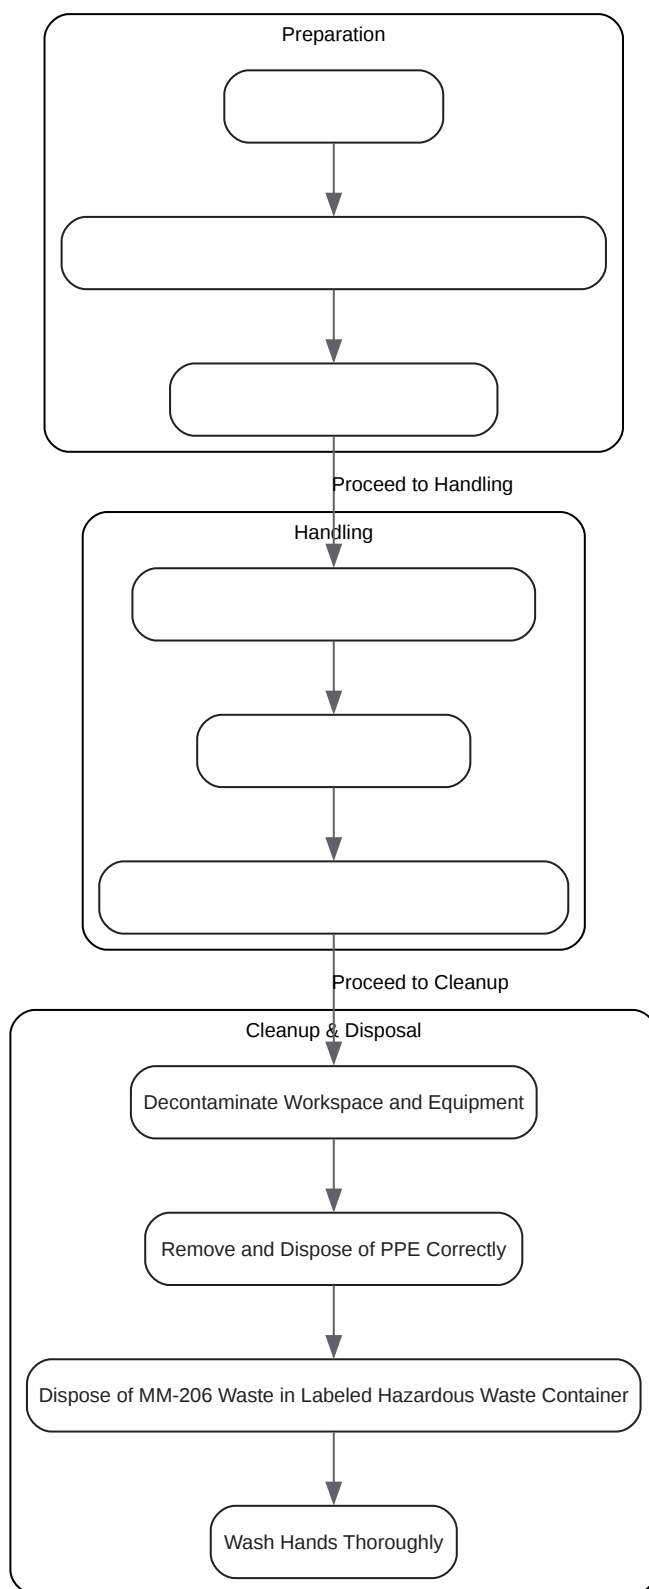 Preparation
Proceed to Handling
Handling
Proceed to Cleanup
Cleanup & Disposal
Decontaminate Workspace and Equipment
Remove and Dispose of PPE Correctly
Dispose of MM-206 Waste in Labeled Hazardous Waste Container
Wash Hands Thoroughly